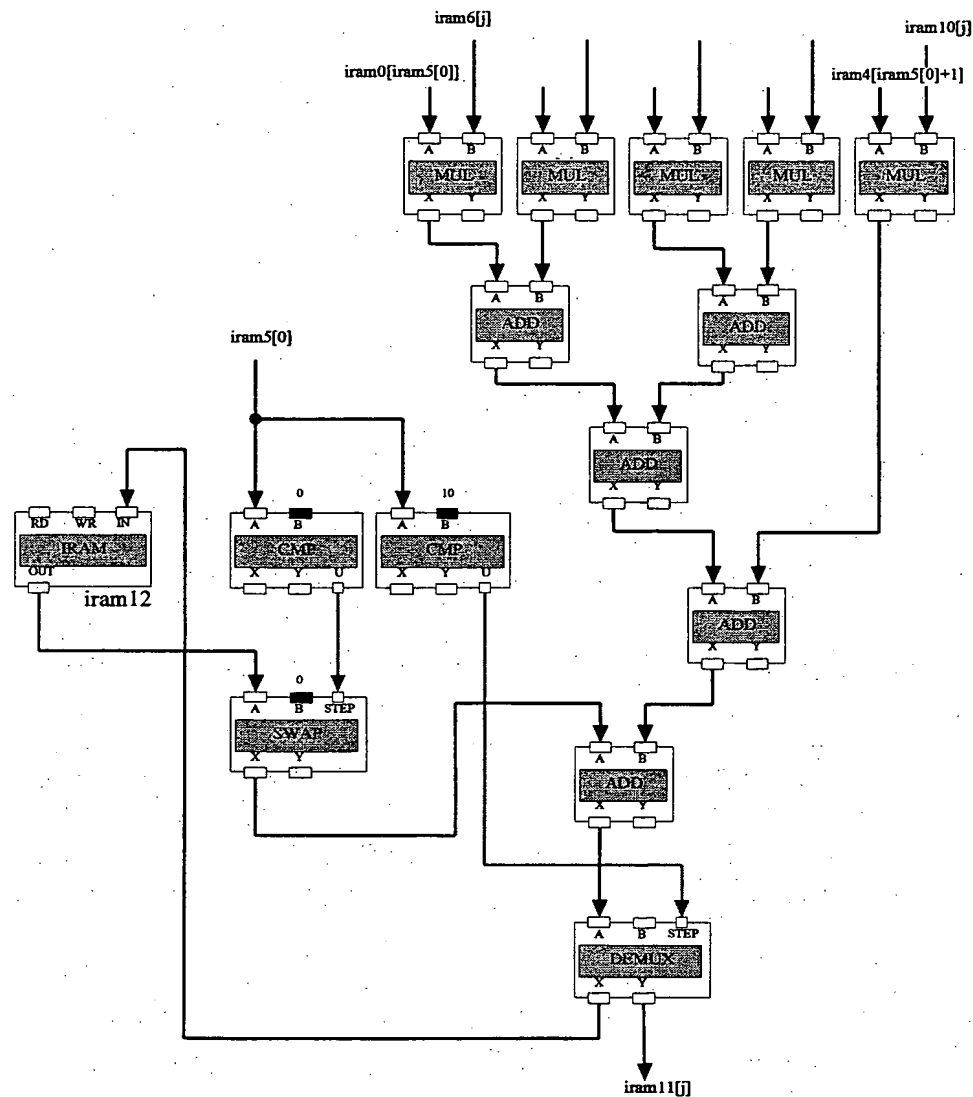 iram6[j]
iram10[j]
iram0[iram5[0]]
iram4[iram5[0]+1]
A B A B A B A B A B
MUL MUL MUL MUL MUL
X Y X Y X Y X Y X Y
A B A B
ADD ADD
X Y X Y
iram5[0]
A B
ADD
X Y
0 10
RD WR IN A B A B
IRAM CMP CMP
OUT X Y U X Y U
iram12
A B
ADD
X Y
0
A B STEP
SWAP
X Y
A B
ADD
X Y
A B STEP
DEMUX
X Y
iram11[j]